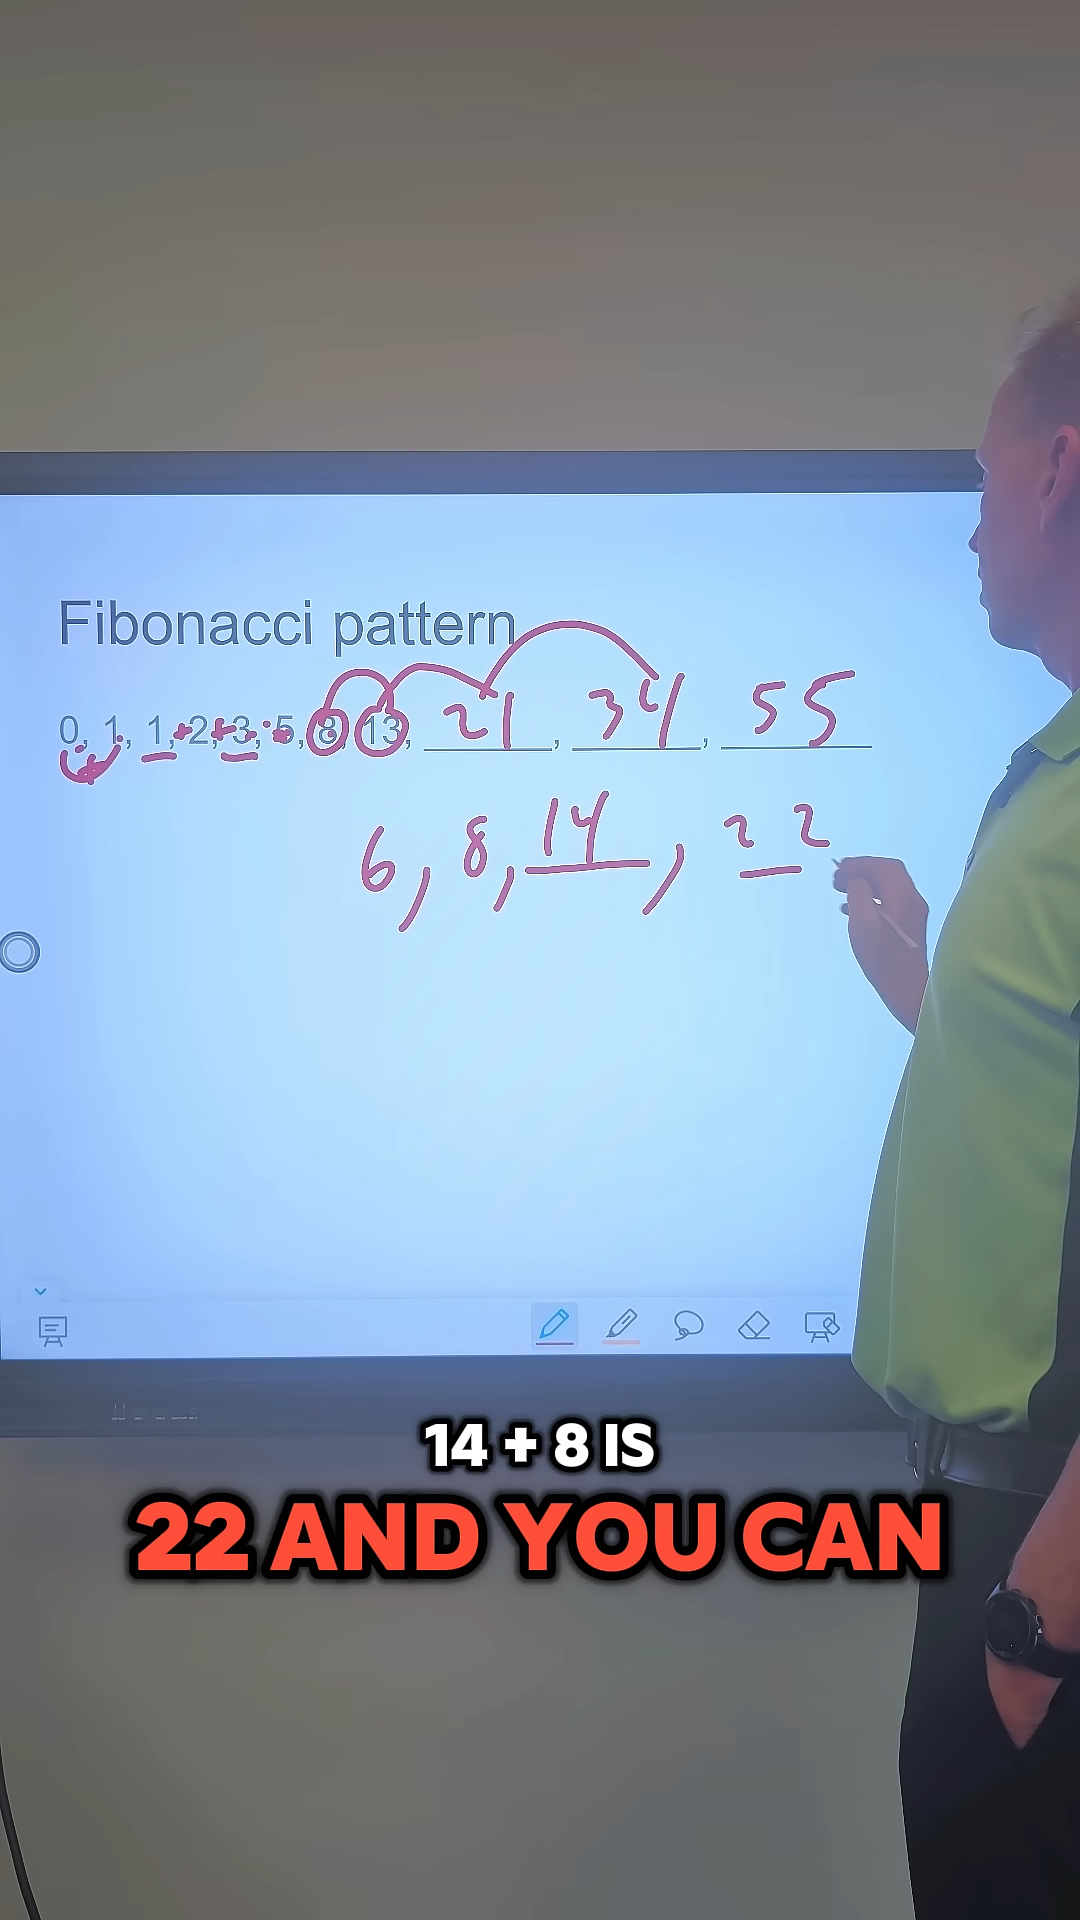 Fibonacci pattern
0, 1, 1, 2, 3, 5, 8, 13, 21, 34, 55
6, 8, 14, 22
14 + 8 IS
22 AND YOU CAN